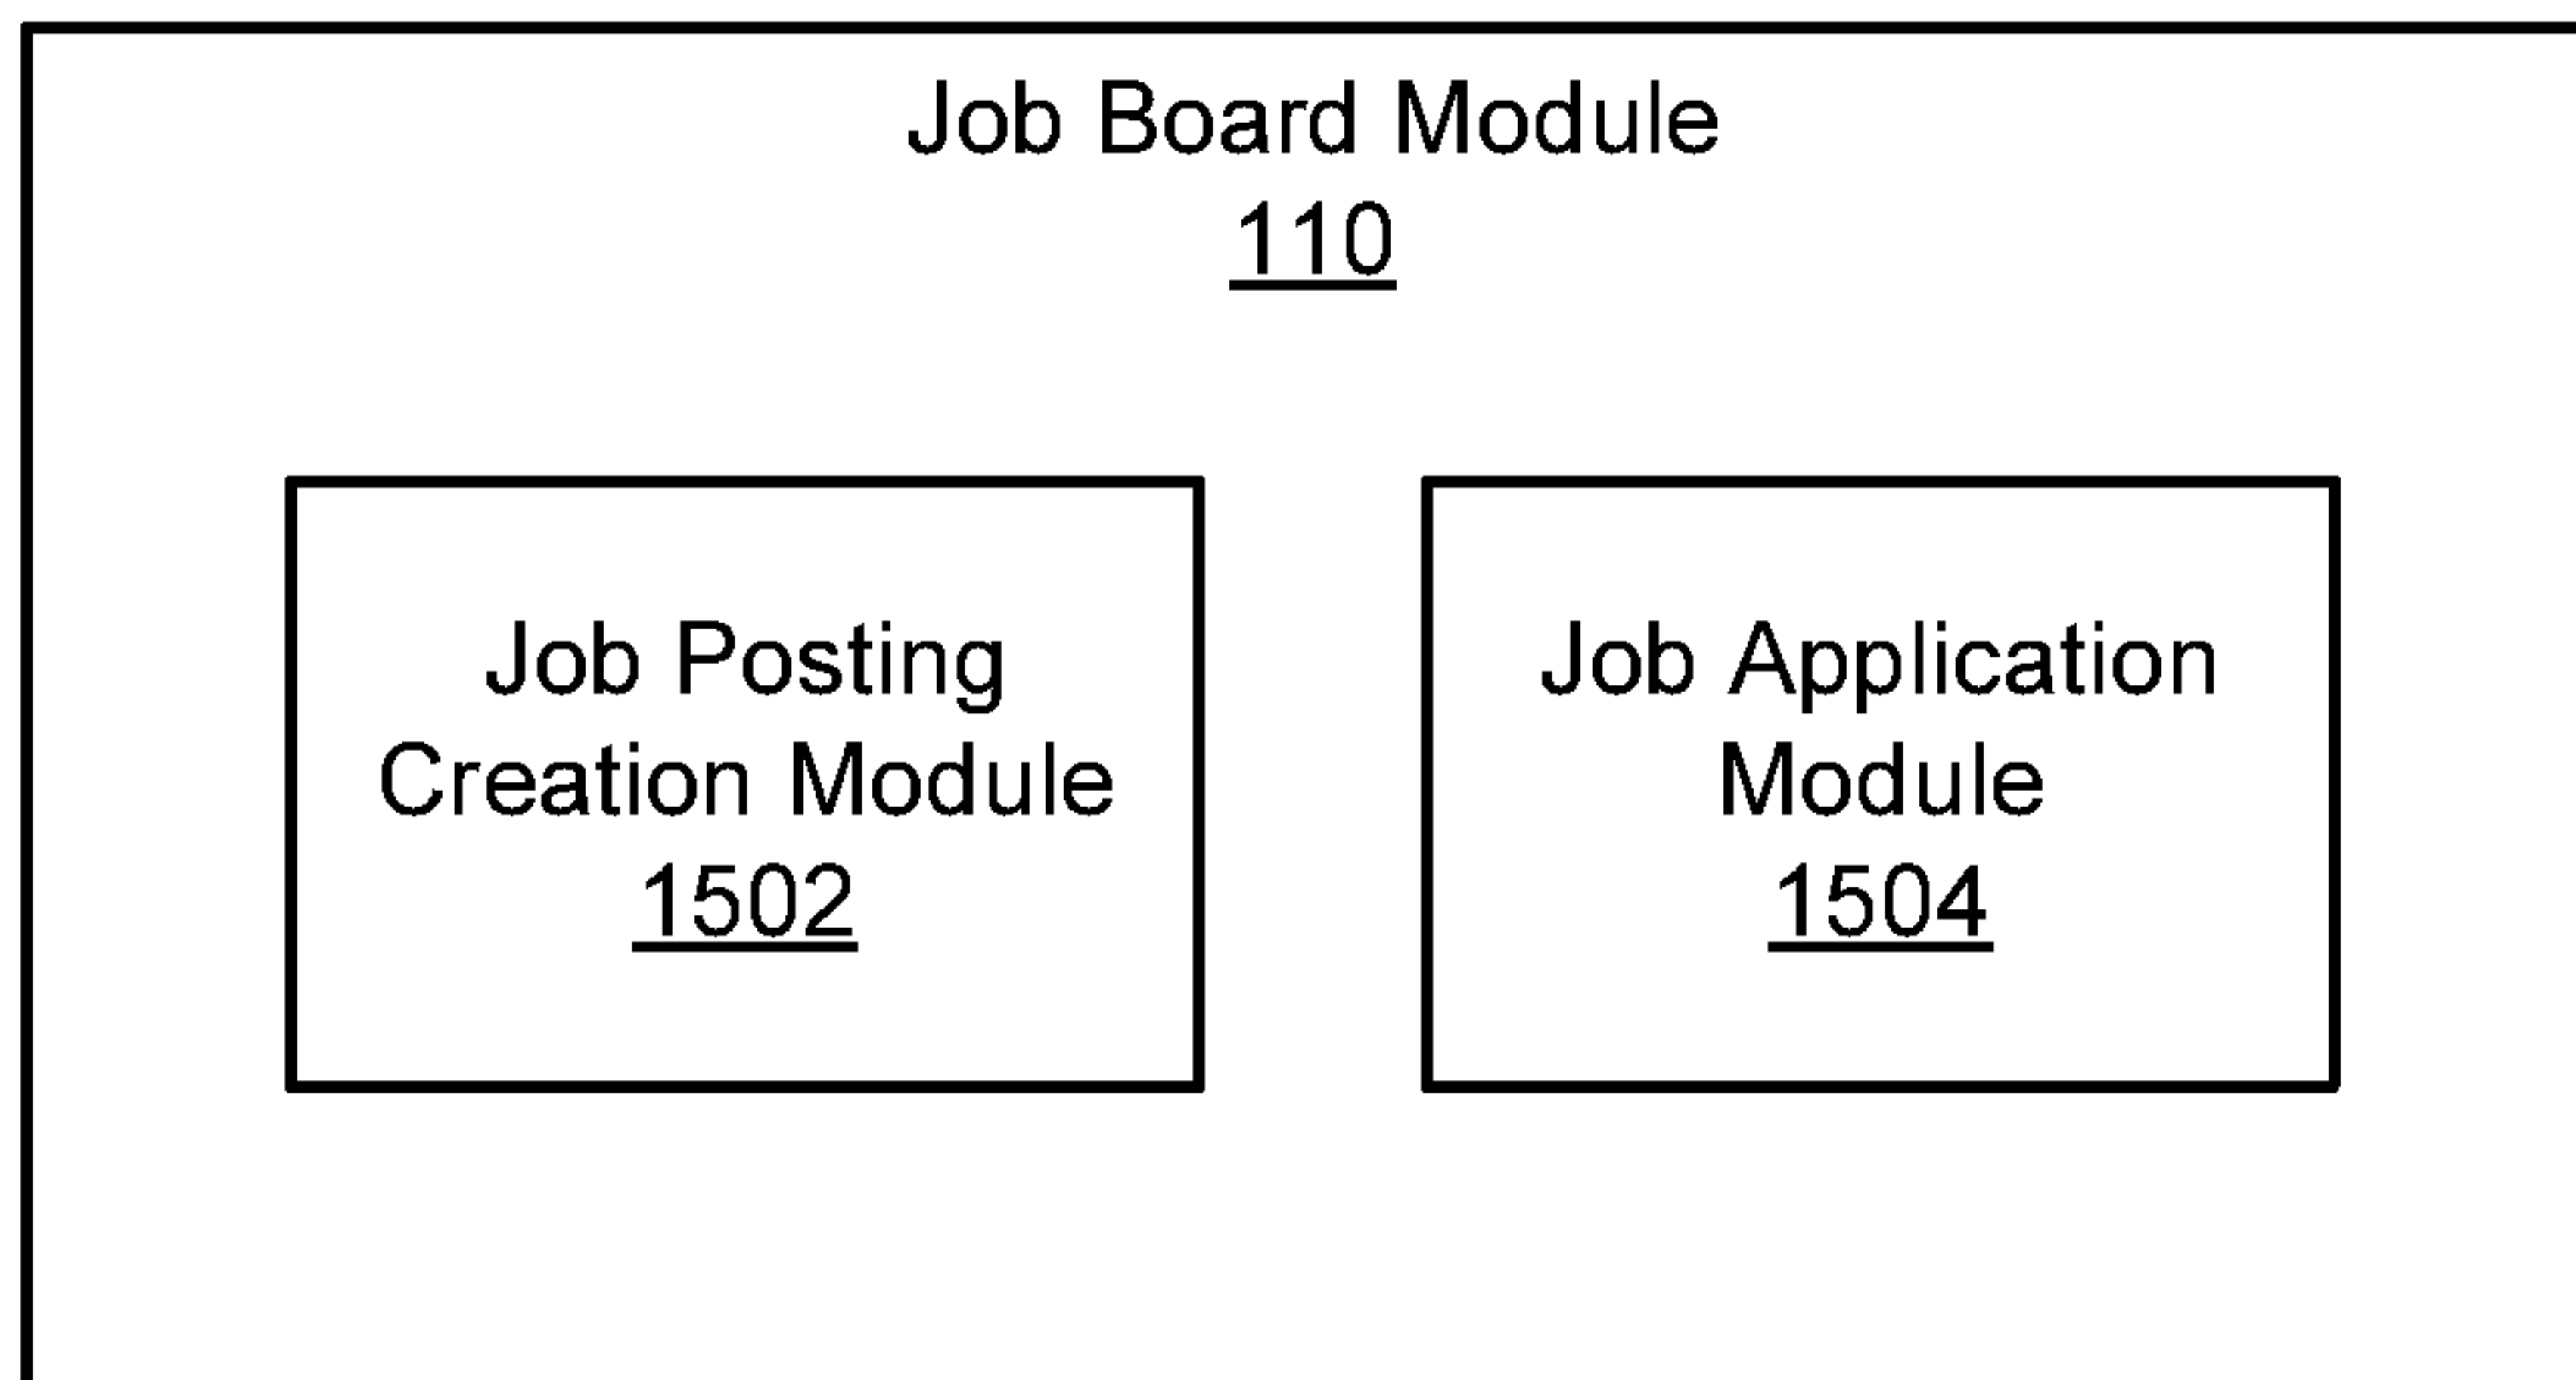 Job Board Module
110
Job Posting
Creation Module
1502
Job Application
Module
1504